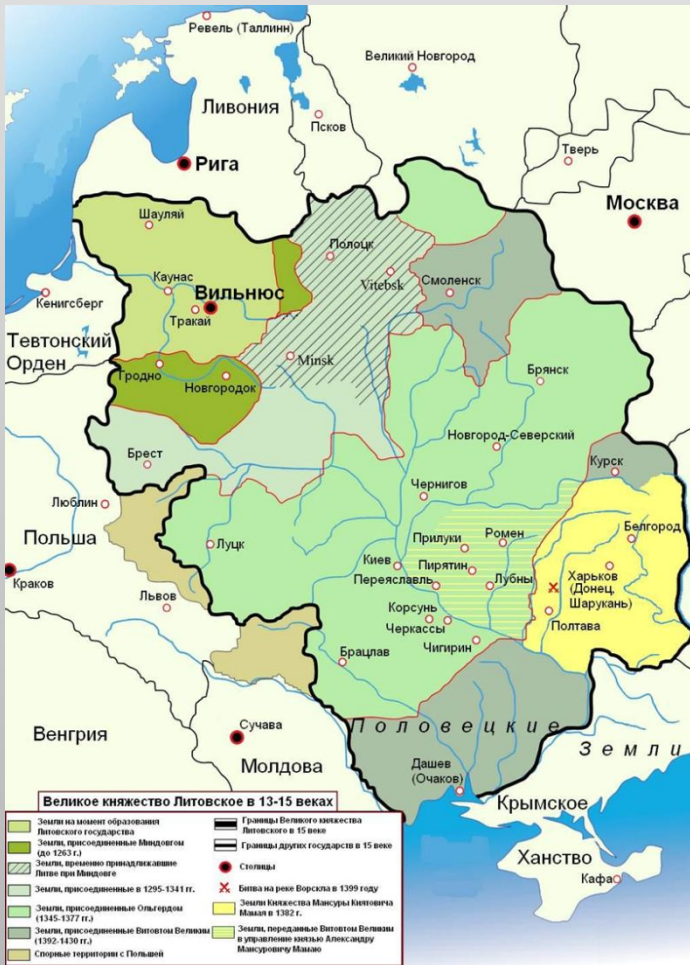 Ревель (Таллинн)
Великий Новгород
ЛИВОНИЯ
Псков
Тверь
Рига
Москва
Шауляй
Полоцк
Каунас
Вильнюс
Vitebsk
Смоленск
Кенигсберг
Тракай
Тевтонский
Орден
Minsk
Гродно
Новгородок
Брянск
Новгород-Северский
Брест
Курск
Чернигов
Люблин
Польша
Луцк
Прилуки
Ромен
Белгород
Киев
Пирятин
Харьков
(Донец,
Шарукань)
Краков
Переяславль
Лубны
Львов
Корсунь
Полтава
Черкассы
Чигирин
Брацлав
Венгрия
Сучава
Половецкие
Земли
Молдова
Дашев
(Очаков)
Крымское
Ханство
Кафа
Великое княжество Литовское в 13-15 веках
Земли на момент образования
Литовского государства
Земли, присоединенные Миндовгом
(до 1263 г.)
Земли, временно принадлижавшие
Литве при Миндовге
Земли, присоединенные в 1295-1341 гг.
Земли, присоединенные Ольгердом
(1345-1377 гг.)
Земли, присоединенные Витовтом Великим
(1392-1430 гг.)
Спорные территории с Польшей
Границы Великого княжества
Литовского в 15 веке
Границы других государств в 15 веке
Столицы
Битва на реке Ворскла в 1399 году
Земли Княжества Мансуры Киятовича
Мамая в 1382 г.
Земли, переданные Витовтом Великим
в управление князью Александру
Мансуровичу Мамаю